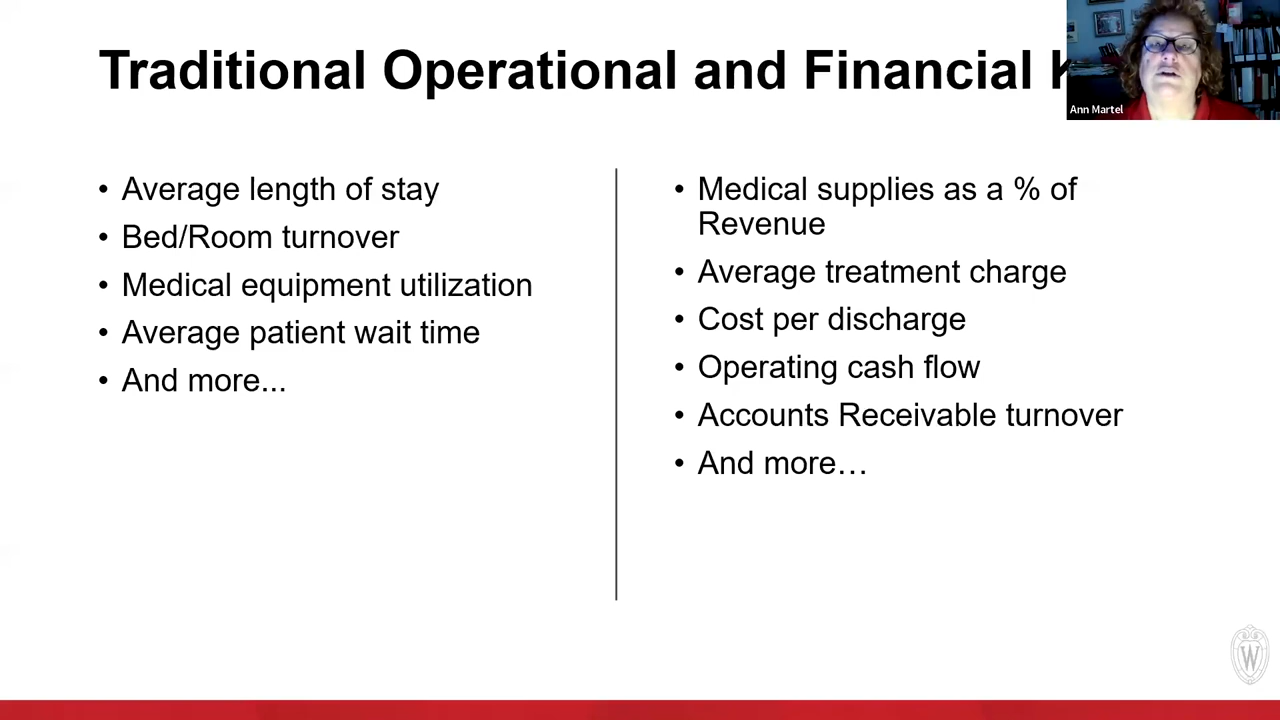 Traditional Operational and Financial K
Ann Martel
• Average length of stay
• Bed/Room turnover
• Medical equipment utilization
• Average patient wait time
• And more...
• Medical supplies as a % of
Revenue
• Average treatment charge
• Cost per discharge
• Operating cash flow
• Accounts Receivable turnover
• And more…
W